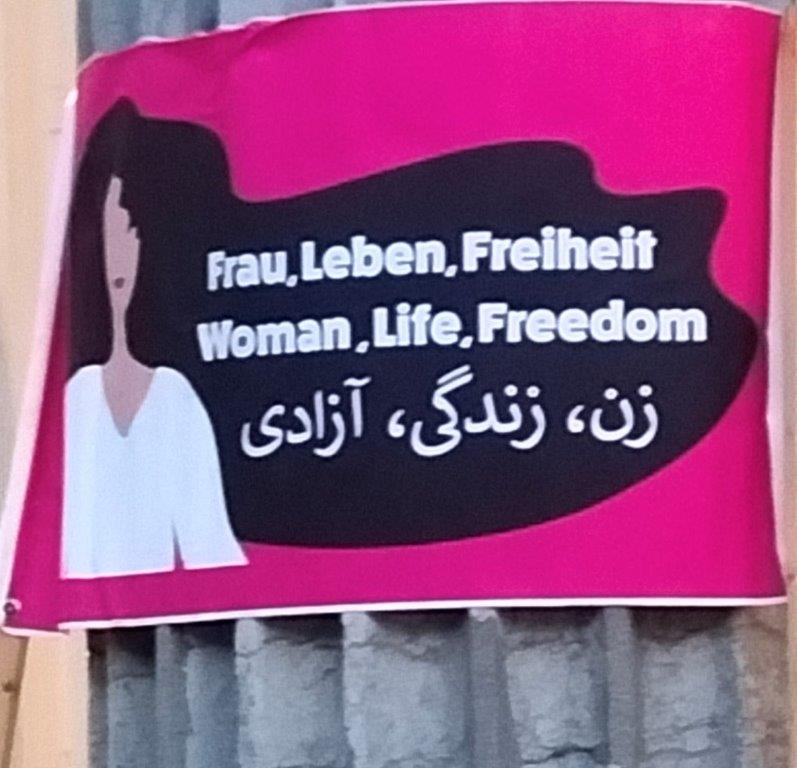 Frau, Leben, Freiheit
Woman, Life, Freedom
زن، زندگی، آزادی